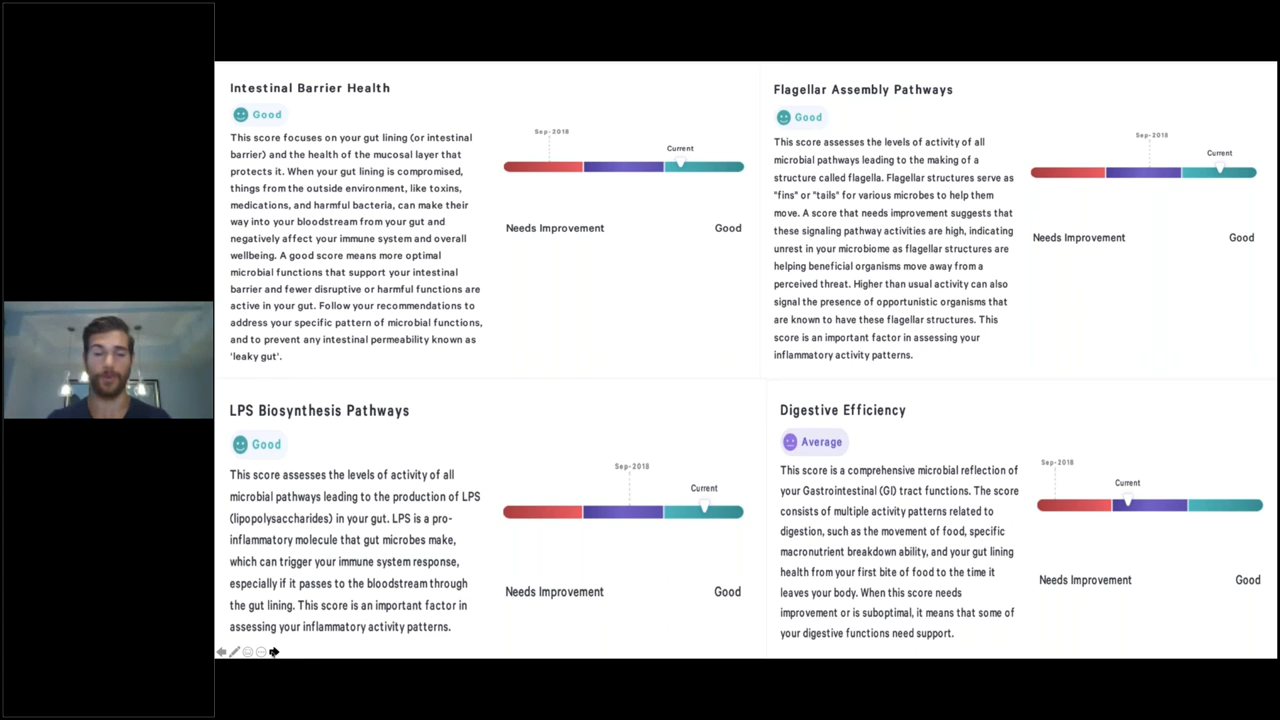 Intestinal Barrier Health
Good
This score focuses on your gut lining (or intestinal
barrier) and the health of the mucosal layer that
protects it. When your gut lining is compromised,
things from the outside environment, like toxins,
medications, and harmful bacteria, can make their
way into your bloodstream from your gut and
negatively affect your immune system and overall
wellbeing. A good score means more optimal
microbial functions that support your intestinal
barrier and fewer disruptive or harmful functions are
active in your gut. Follow your recommendations to
address your specific pattern of microbial functions,
and to prevent any intestinal permeability known as
'leaky gut'.
Sep-2018
Current
Needs Improvement
Good
Flagellar Assembly Pathways
Good
This score assesses the levels of activity of all
microbial pathways leading to the making of a
structure called flagella. Flagellar structures serve as
"fins" or "tails" for various microbes to help them
move. A score that needs improvement suggests that
these signaling pathway activities are high, indicating
unrest in your microbiome as flagellar structures are
helping beneficial organisms move away from a
perceived threat. Higher than usual activity can also
signal the presence of opportunistic organisms that
are known to have these flagellar structures. This
score is an important factor in assessing your
inflammatory activity patterns.
Sep-2018
Current
Needs Improvement
Good
LPS Biosynthesis Pathways
Good
This score assesses the levels of activity of all
microbial pathways leading to the production of LPS
(lipopolysaccharides) in your gut. LPS is a pro-
inflammatory molecule that gut microbes make,
which can trigger your immune system response,
especially if it passes to the bloodstream through
the gut lining. This score is an important factor in
assessing your inflammatory activity patterns.
Sep-2018
Current
Needs Improvement
Good
Digestive Efficiency
Average
This score is a comprehensive microbial reflection of
your Gastrointestinal (GI) tract functions. The score
consists of multiple activity patterns related to
digestion, such as the movement of food, specific
macronutrient breakdown ability, and your gut lining
health from your first bite of food to the time it
leaves your body. When this score needs
improvement or is suboptimal, it means that some of
your digestive functions need support.
Sep-2018
Current
Needs Improvement
Good